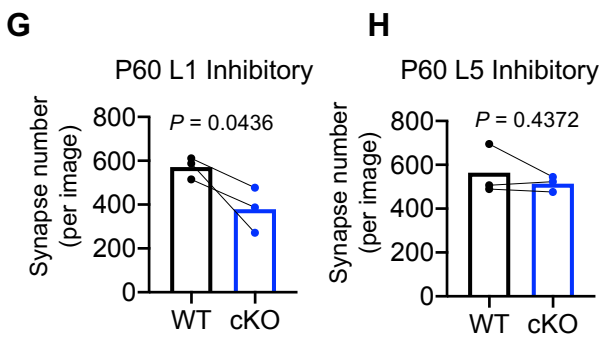 G
P60 L1 Inhibitory
Synapse number
(per image)
P = 0.0436
800
600
400
200
0
WT cKO
H
P60 L5 Inhibitory
Synapse number
(per image)
P = 0.4372
800
600
400
200
0
WT cKO